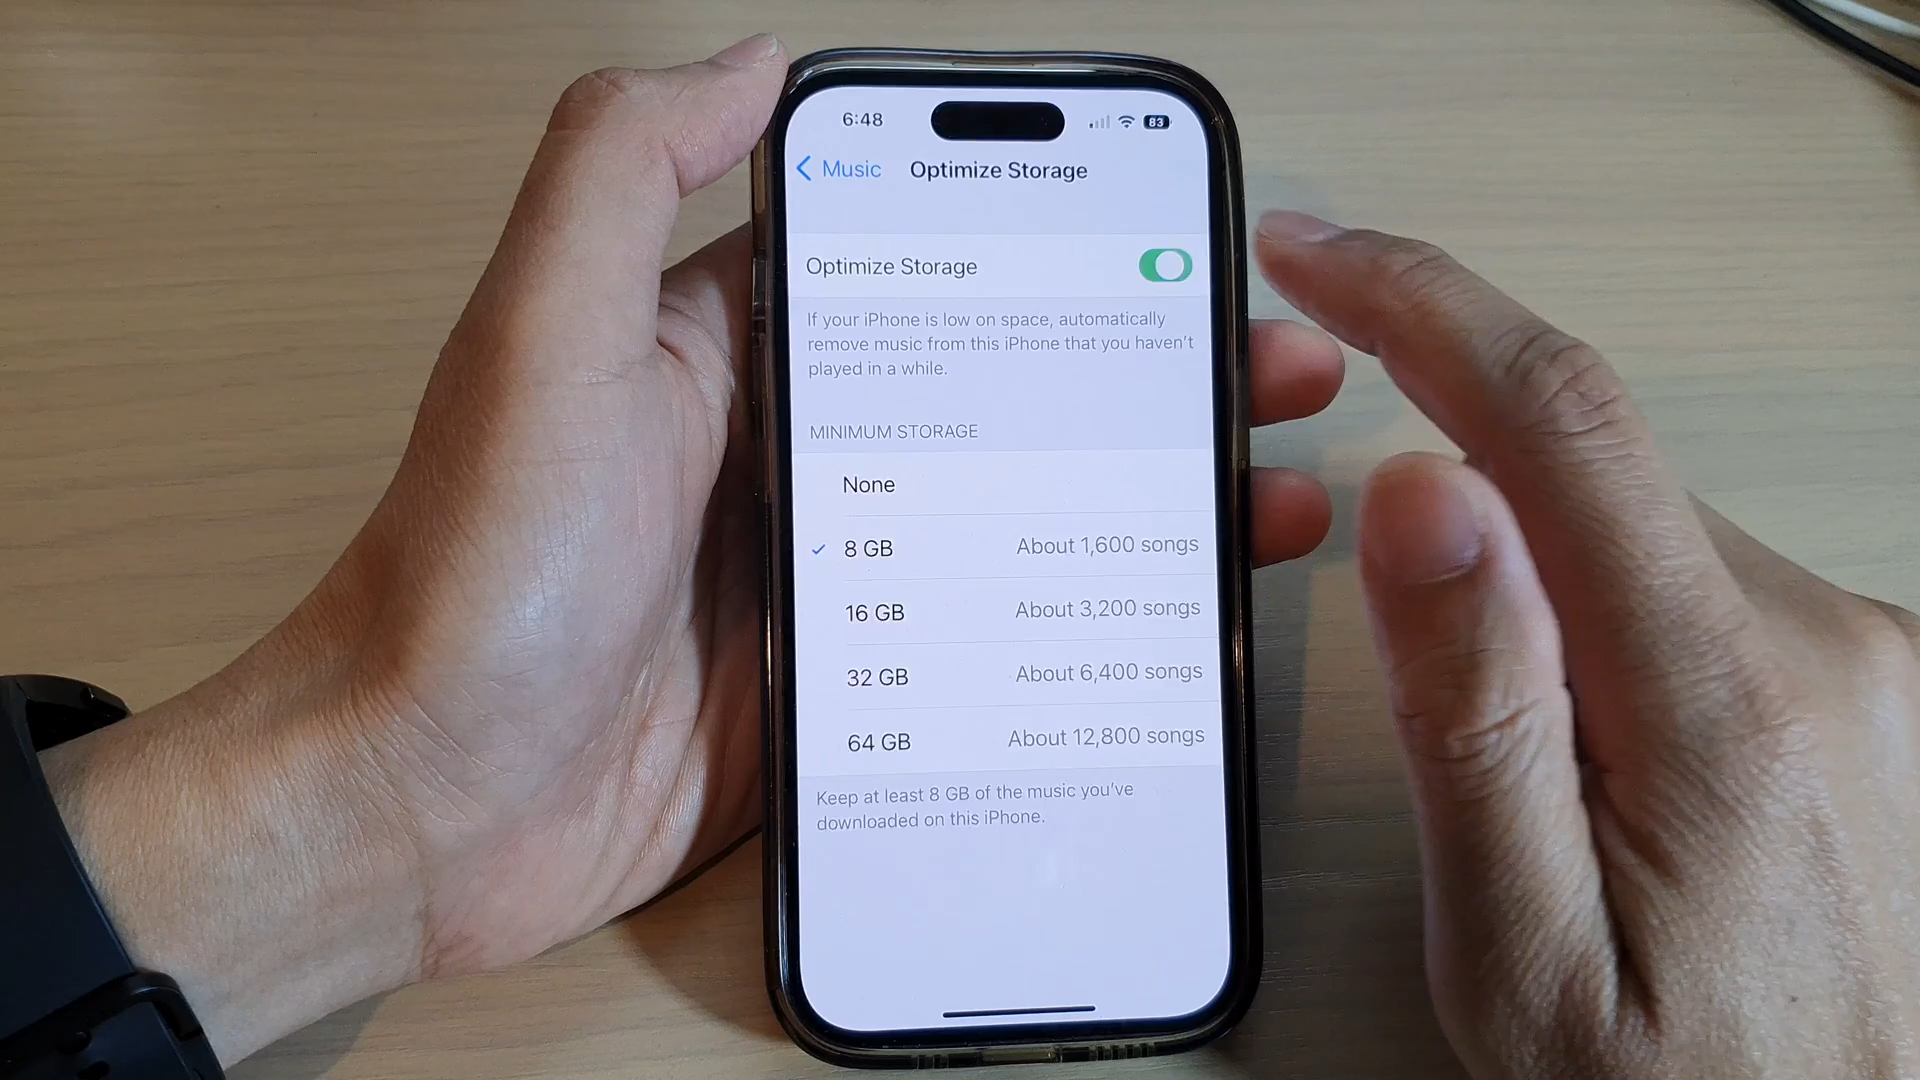 6:48
83
Music
Optimize Storage
Optimize Storage
If your iPhone is low on space, automatically
remove music from this iPhone that you haven't
played in a while.
MINIMUM STORAGE
None
8 GB About 1,600 songs
16 GB About 3,200 songs
32 GB About 6,400 songs
64 GB About 12,800 songs
Keep at least 8 GB of the music you've
downloaded on this iPhone.